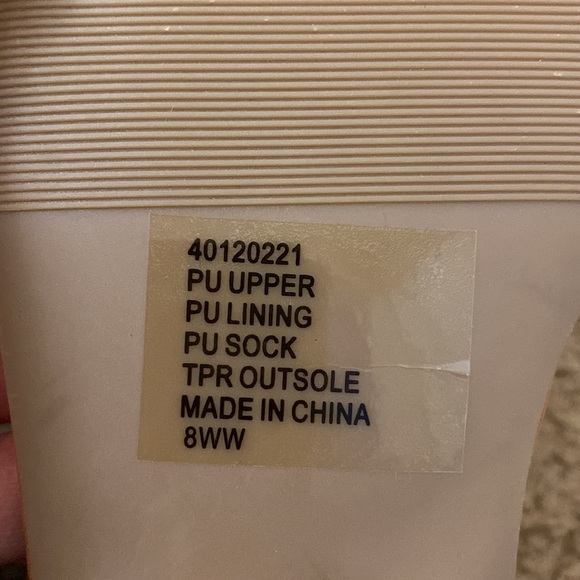 40120221
PU UPPER
PU LINING
PU SOCK
TPR OUTSOLE
MADE IN CHINA
8WW